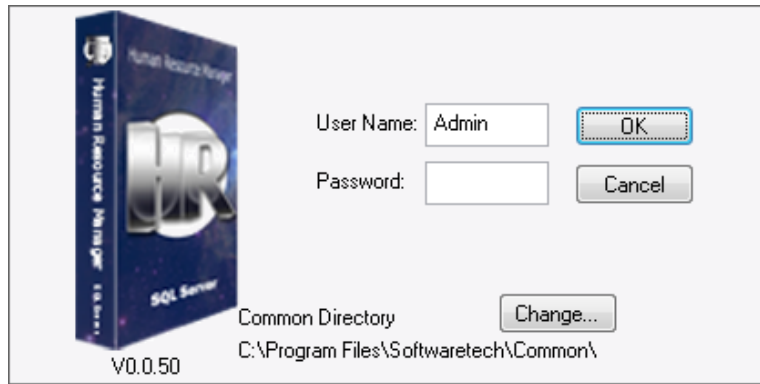 Human Resource Manager
Human Resource Manager
HR
SQL Server
User Name: Admin OK
Password: Cancel
Common Directory Change...
C:\Program Files\Softwaretech\Common\
V0.0.50